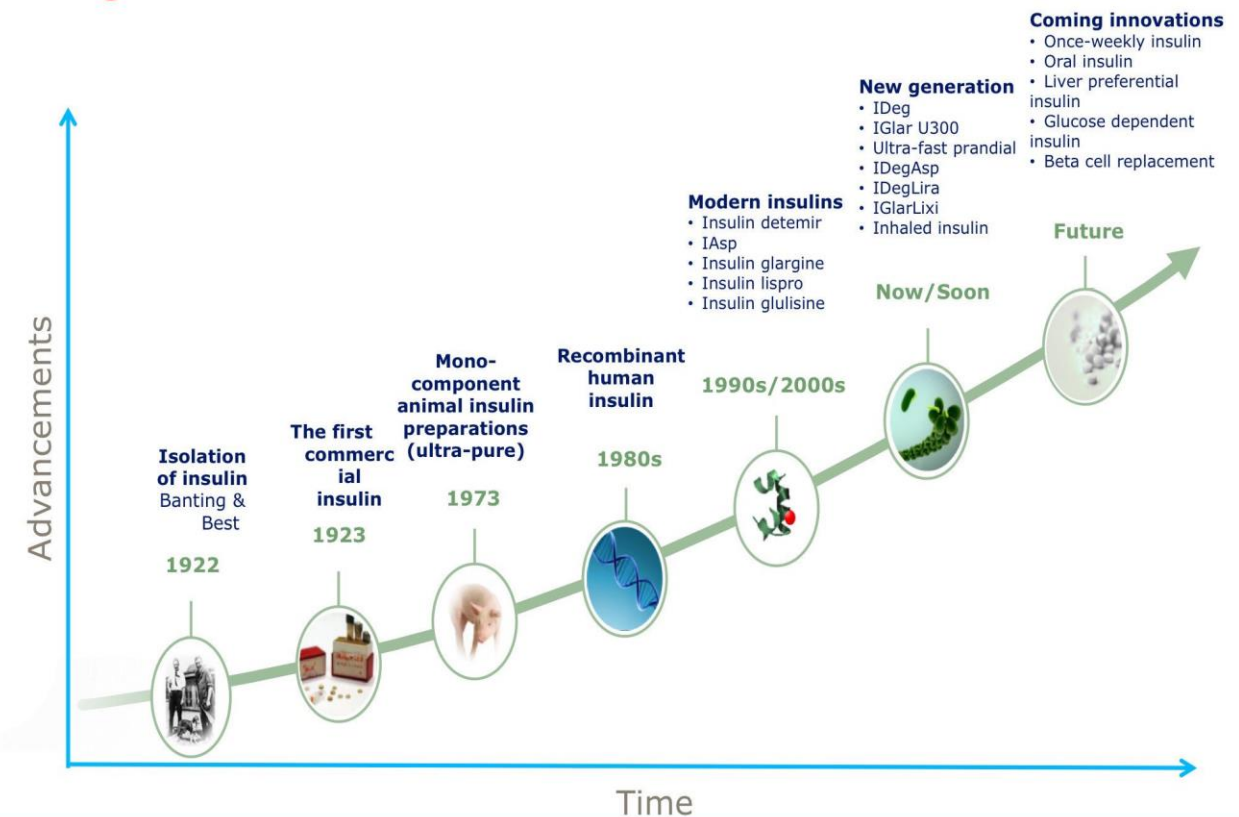 Coming innovations
• Once-weekly insulin
• Oral insulin
• Liver preferential
insulin
• Glucose dependent
insulin
• Beta cell replacement
New generation
• IDeg
• IGlar U300
• Ultra-fast prandial
• IDegAsp
• IDegLira
• IGlarLixi
• Inhaled insulin
Modern insulins
• Insulin detemir
• IAsp
• Insulin glargine
• Insulin lispro
• Insulin glulisine
Future
Now/Soon
1990s/2000s
Recombinant
human
insulin
1980s
Mono-
component
animal insulin
preparations
(ultra-pure)
1973
The first
commerc
ial
insulin
1923
Isolation
of insulin
Banting &
Best
1922
Advancements
Time